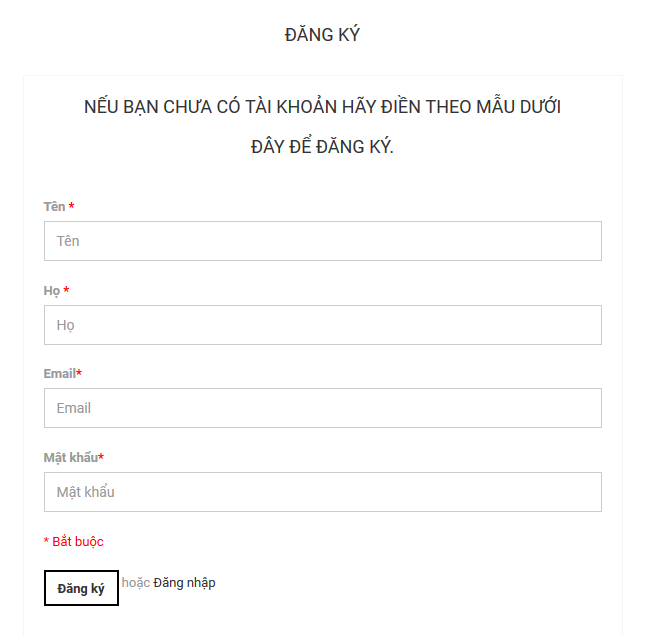 ĐĂNG KÝ
NẾU BẠN CHƯA CÓ TÀI KHOẢN HÃY ĐIỀN THEO MẪU DƯỚI
ĐÂY ĐỂ ĐĂNG KÝ.
Tên *
Tên
Họ *
Họ
Email*
Email
Mật khẩu*
Mật khẩu
* Bắt buộc
Đăng ký hoặc Đăng nhập